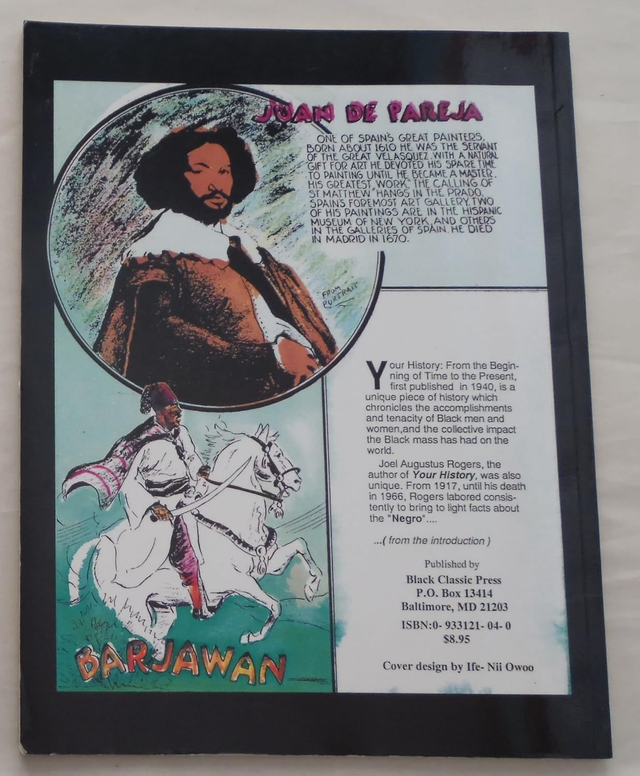 JUAN DE PAREJA
ONE OF SPAIN'S GREAT PAINTERS,
BORN ABOUT 1610 HE WAS THE SERVANT
OF THE GREAT VELASQUEZ. WITH A NATURAL
GIFT FOR ART HE DEVOTED HIS SPARE TIME
TO PAINTING UNTIL HE BECAME A MASTER.
HIS GREATEST WORK, "THE CALLING OF
ST MATTHEW" HANGS IN THE PRADO,
SPAINS FOREMOST ART GALLERY. TWO
OF HIS PAINTINGS ARE IN THE HISPANIC
MUSEUM OF NEW YORK, AND OTHERS
IN THE GALLERIES OF SPAIN. HE DIED
IN MADRID IN 1670.
FROM
PORTRAIT
Your History: From the Begin-
ning of Time to the Present,
first published in 1940, is a
unique piece of history which
chronicles the accomplishments
and tenacity of Black men and
women,and the collective impact
the Black mass has had on the
world.
Joel Augustus Rogers, the
author of Your History, was also
unique. From 1917, until his death
in 1966, Rogers labored consis-
tently to bring to light facts about
the "Negro"....
...( from the introduction )
Published by
Black Classic Press
P.O. Box 13414
Baltimore, MD 21203
ISBN:0- 933121- 04- 0
$8.95
Cover design by Ife- Nii Owoo
BARJAWAN